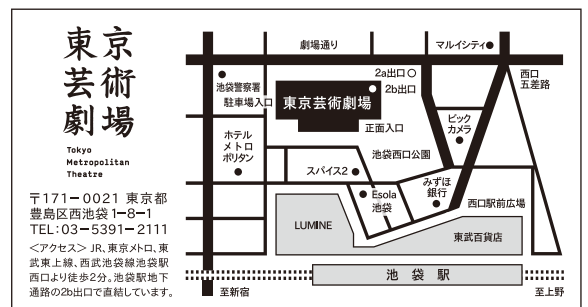 東京
芸術
劇場
Tokyo
Metropolitan
Theatre
〒171-0021 東京都
豊島区西池袋1-8-1
TEL:03-5391-2111
<アクセス> JR、東京メトロ、東
武東上線、西武池袋線池袋駅
西口より徒歩2分。池袋駅地下
通路の2b出口で直結しています。
劇場通り
マルイシティ
2a出口
2b出口
西口
五差路
池袋警察署
駐車場入口
東京芸術劇場
正面入口
ビック
カメラ
ホテル
メトロ
ポリタン
池袋西口公園
スパイス2
Esola
池袋
みずほ
銀行
西口駅前広場
LUMINE
東武百貨店
池袋駅
至新宿
至上野